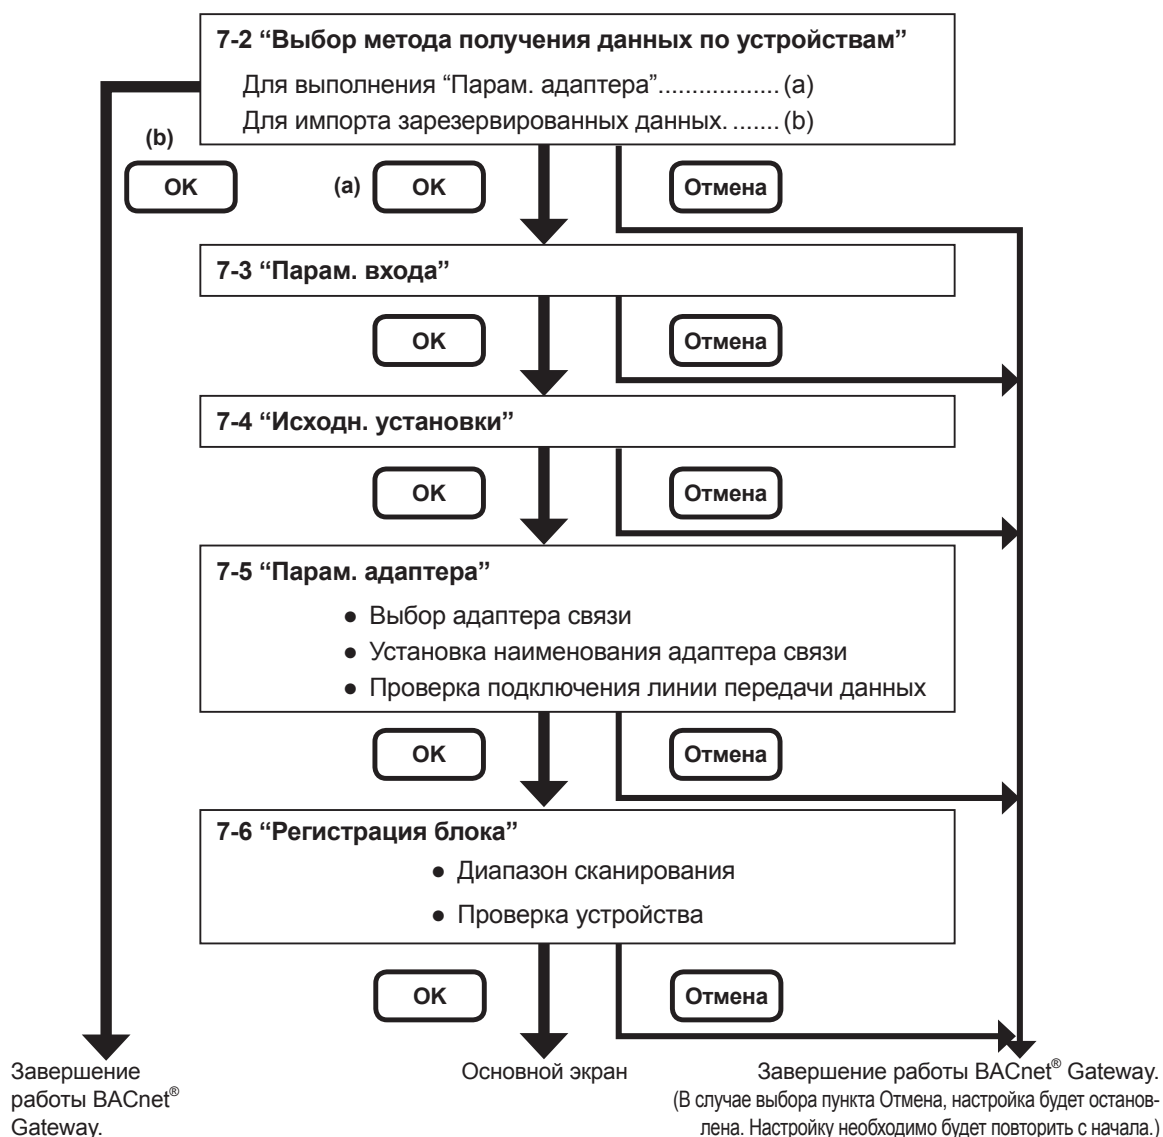 7-2 “Выбор метода получения данных по устройствам”
Для выполнения “Парам. адаптера”.................. (a)
Для импорта зарезервированных данных. ....... (b)
(b)
OK
(a)
OK
Отмена
7-3 “Парам. входа”
OK
Отмена
7-4 “Исходн. установки”
OK
Отмена
7-5 “Парам. адаптера”
● Выбор адаптера связи
● Установка наименования адаптера связи
● Проверка подключения линии передачи данных
OK
Отмена
7-6 “Регистрация блока”
● Диапазон сканирования
● Проверка устройства
OK
Отмена
Завершение
работы BACnet®
Gateway.
Основной экран
Завершение работы BACnet® Gateway.
(В случае выбора пункта Отмена, настройка будет останов-
лена. Настройку необходимо будет повторить с начала.)